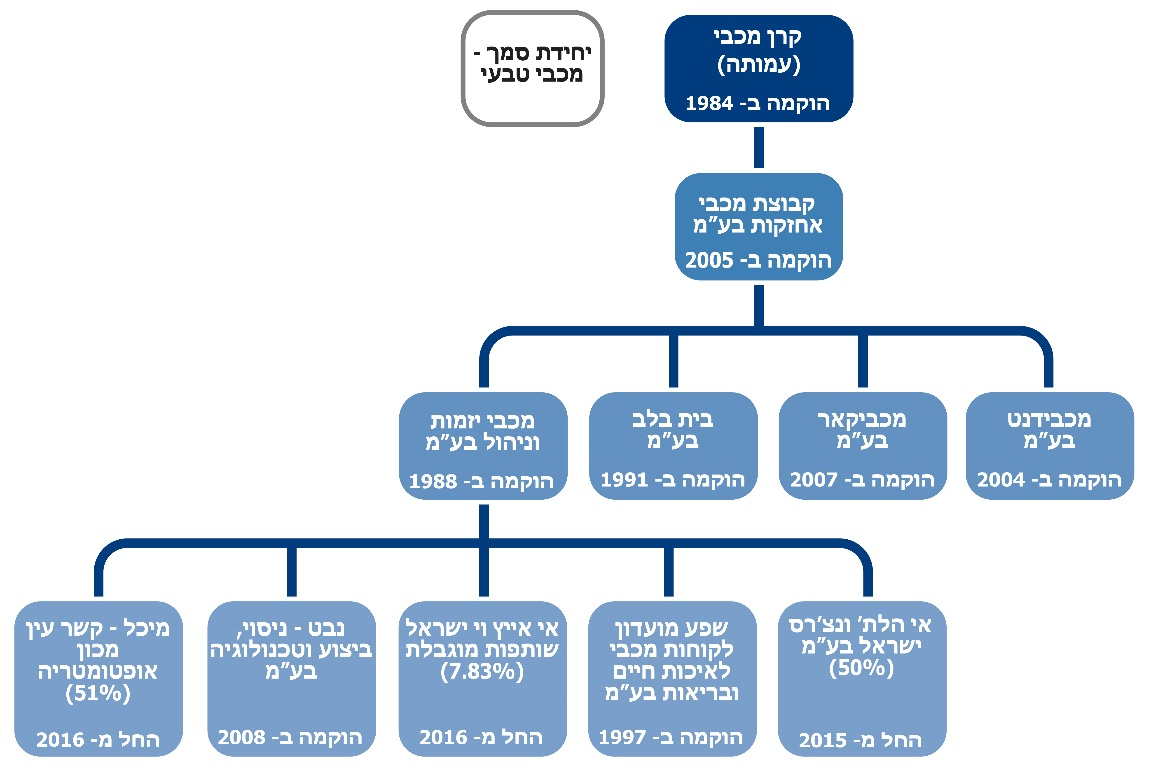 קרן מכבי
(עמותה)
הוקמה ב- 1984
יחידת סמך -
מכבי טבעי
קבוצת מכבי
אחזקות בע"מ
הוקמה ב- 2005
מכבידנט
בע"מ
הוקמה ב- 2004
מכביקאר
בע"מ
הוקמה ב- 2007
בית בלב
בע"מ
הוקמה ב- 1991
מכבי יזמות
וניהול בע"מ
הוקמה ב- 1988
אי הלת' ונצ'רס
ישראל בע"מ
(50%)
החל מ- 2015
שפע מועדון
לקוחות מכבי
לאיכות חיים
ובריאות בע"מ
הוקמה ב- 1997
אי אייץ וי ישראל
שותפות מוגבלת
(7.83%)
החל מ- 2016
נבט - ניסוי,
ביצוע וטכנולוגיה
בע"מ
הוקמה ב- 2008
מיכל - קשר עין
מכון
אופטומטריה
(51%)
החל מ- 2016